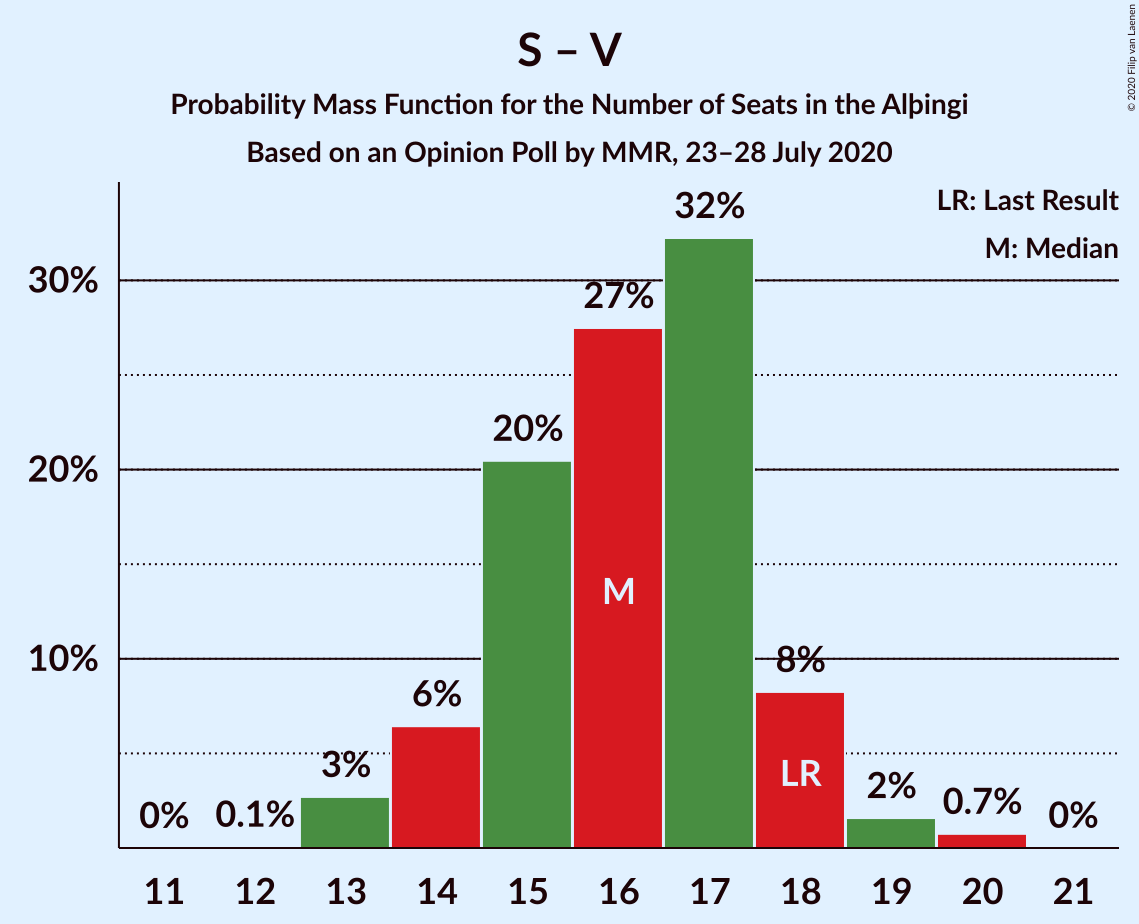 © 2020 Filip van Laenen
S – V
Probability Mass Function for the Number of Seats in the Alþingi
Based on an Opinion Poll by MMR, 23–28 July 2020
LR: Last Result
M: Median
30%
20%
10%
0%
0.1%
3%
6%
20%
27%
32%
8%
2%
0.7%
0%
M
LR
11 12 13 14 15 16 17 18 19 20 21